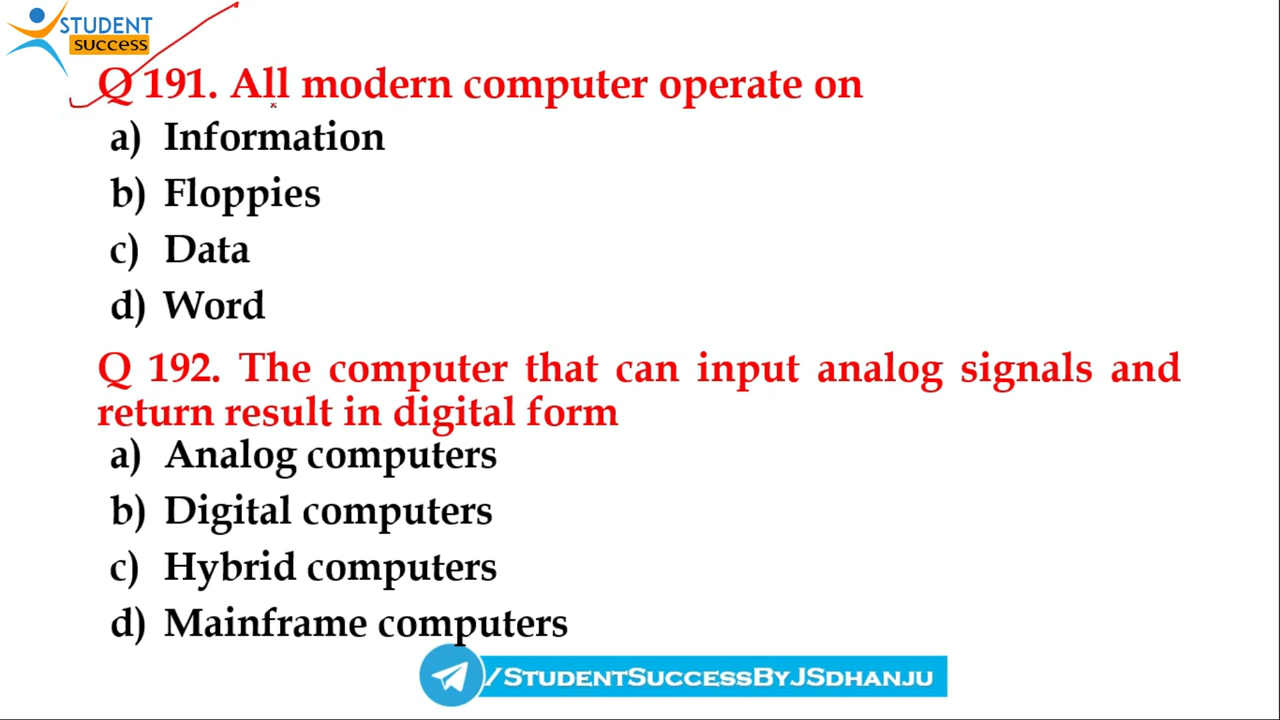 STUDENT
success
Q 191. All modern computer operate on
a) Information
b) Floppies
c) Data
d) Word
Q 192. The computer that can input analog signals and
return result in digital form
a) Analog computers
b) Digital computers
c) Hybrid computers
d) Mainframe computers
/StudentSuccessByJSdhanju